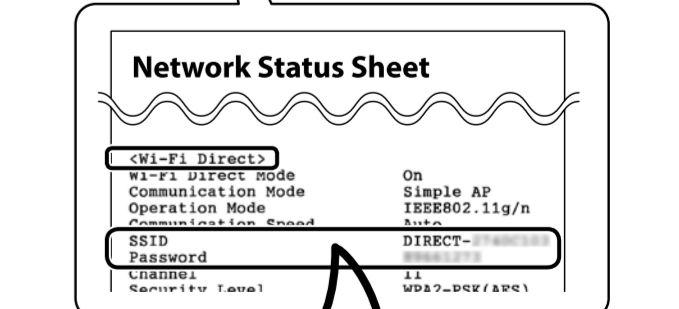 Network Status Sheet
<Wi-Fi Direct>
Wi-Fi Direct Mode On
Communication Mode Simple AP
Operation Mode IEEE802.11g/n
Communication Speed Auto
SSID DIRECT-
Password
Channel 11
Security Level WPA2-PSK(AES)